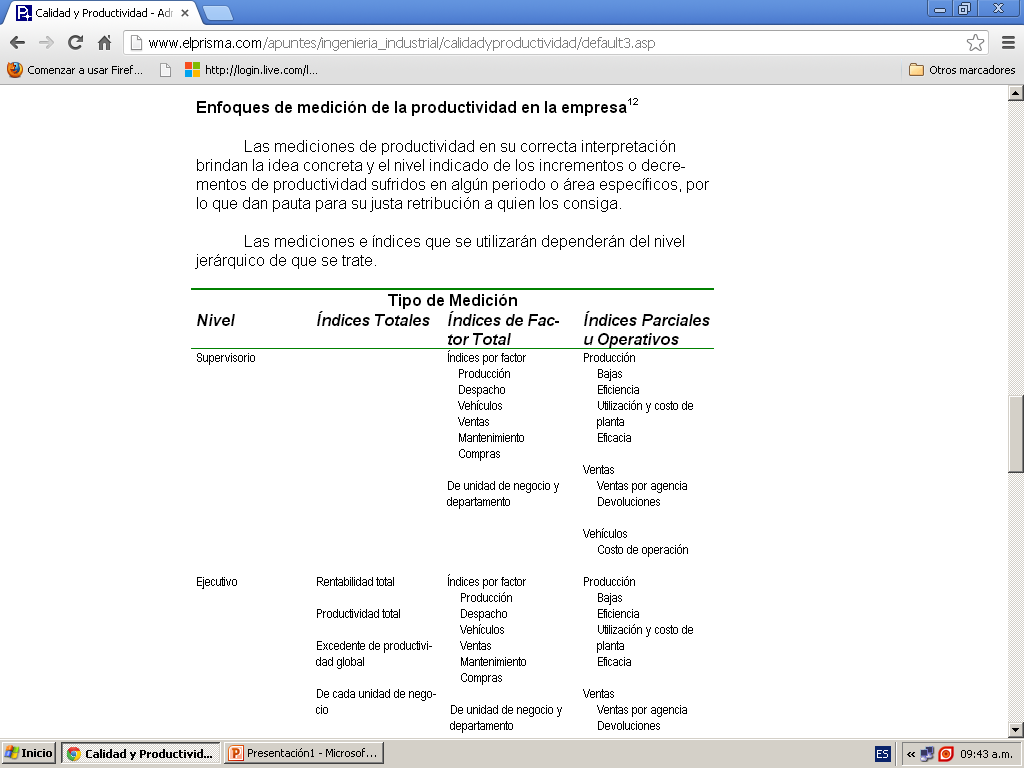 Calidad y Productividad - Adr
www.elprisma.com/apuntes/ingenieria_industrial/calidadyproductividad/default3.asp
Comenzar a usar Firef...
http://login.live.com/l...
Otros marcadores
Enfoques de medición de la productividad en la empresa12
Las mediciones de productividad en su correcta interpretación
brindan la idea concreta y el nivel indicado de los incrementos o decre-
mentos de productividad sufridos en algún periodo o área específicos, por
lo que dan pauta para su justa retribución a quien los consiga.
Las mediciones e índices que se utilizarán dependerán del nivel
jerárquico de que se trate.
Tipo de Medición
Nivel Índices Totales Índices de Fac- Índices Parciales
tor Total u Operativos
Supervisorio Índices por factor Producción
Producción Bajas
Despacho Eficiencia
Vehículos Utilización y costo de
Ventas planta
Mantenimiento Eficacia
Compras
Ventas
De unidad de negocio y Ventas por agencia
departamento Devoluciones
Vehículos
Costo de operación
Ejecutivo Rentabilidad total Índices por factor Producción
Producción Bajas
Productividad total Despacho Eficiencia
Vehículos Utilización y costo de
Excedente de productivi- Ventas planta
dad global Mantenimiento Eficacia
Compras
De cada unidad de nego- Ventas
cio De unidad de negocio y Ventas por agencia
departamento Devoluciones
Inicio
Calidad y Productivid...
Presentación1 - Microsof...
ES
09:43 a.m.